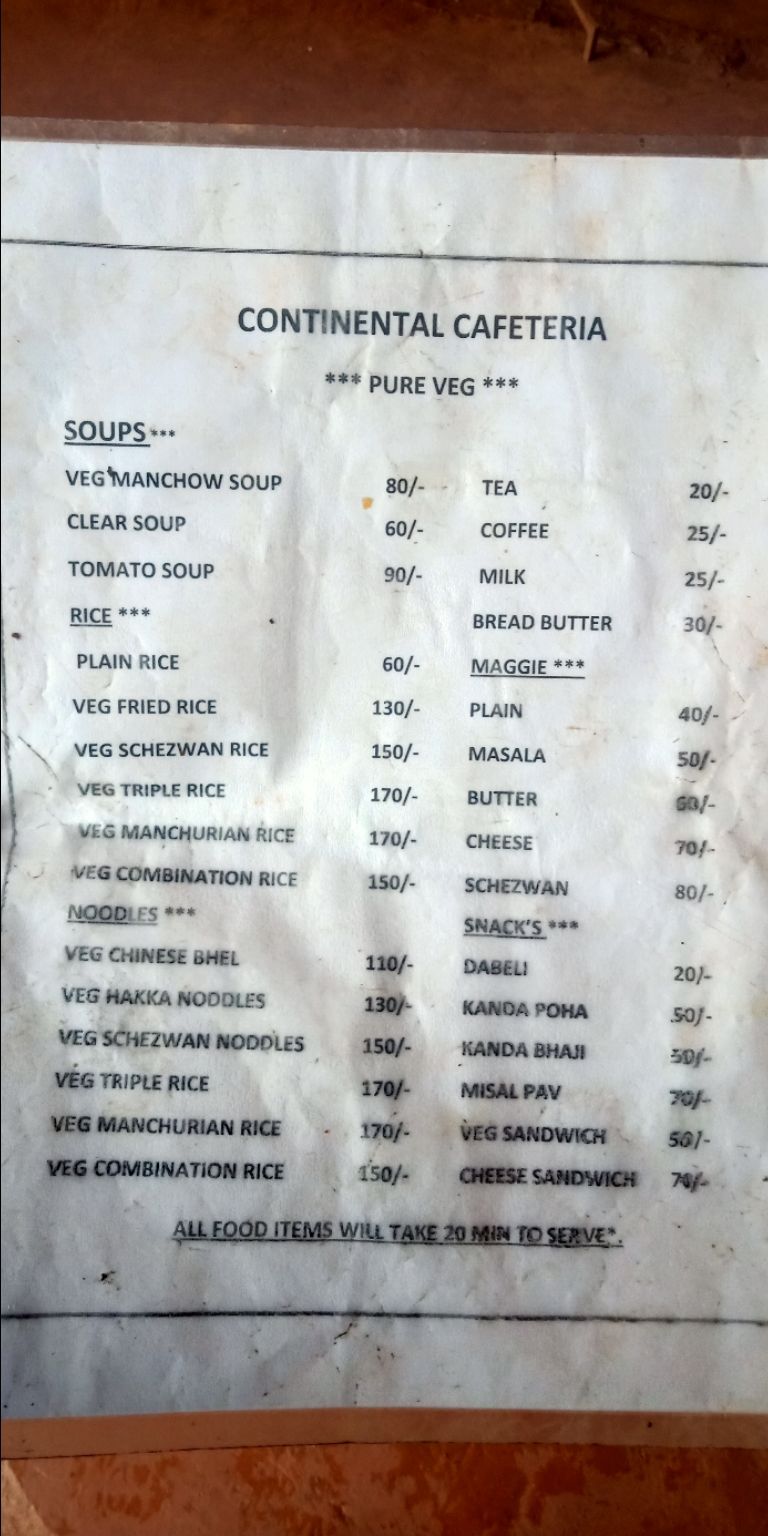 CONTINENTAL CAFETERIA
*** PURE VEG ***
SOUPS***
VEG MANCHOW SOUP 80/-
CLEAR SOUP 60/-
TOMATO SOUP 90/-
RICE ***
PLAIN RICE 60/-
VEG FRIED RICE 130/-
VEG SCHEZWAN RICE 150/-
VEG TRIPLE RICE 170/-
VEG MANCHURIAN RICE 170/-
VEG COMBINATION RICE 150/-
NOODLES ***
VEG CHINESE BHEL 110/-
VEG HAKKA NODDLES 130/-
VEG SCHEZWAN NODDLES 150/-
VEG TRIPLE RICE 170/-
VEG MANCHURIAN RICE 170/-
VEG COMBINATION RICE 150/-
TEA 20/-
COFFEE 25/-
MILK 25/-
BREAD BUTTER 30/-
MAGGIE ***
PLAIN 40/-
MASALA 50/-
BUTTER
CHEESE 70/-
SCHEZWAN 80/-
SNACK'S ***
DABELI 20/-
KANDA POHA 50/-
KANDA BHAJI 50/-
MISAL PAV 70/-
VEG SANDWICH 50/-
CHEESE SANDWICH 70/-
ALL FOOD ITEMS WILL TAKE 20 MIN TO SERVE*.